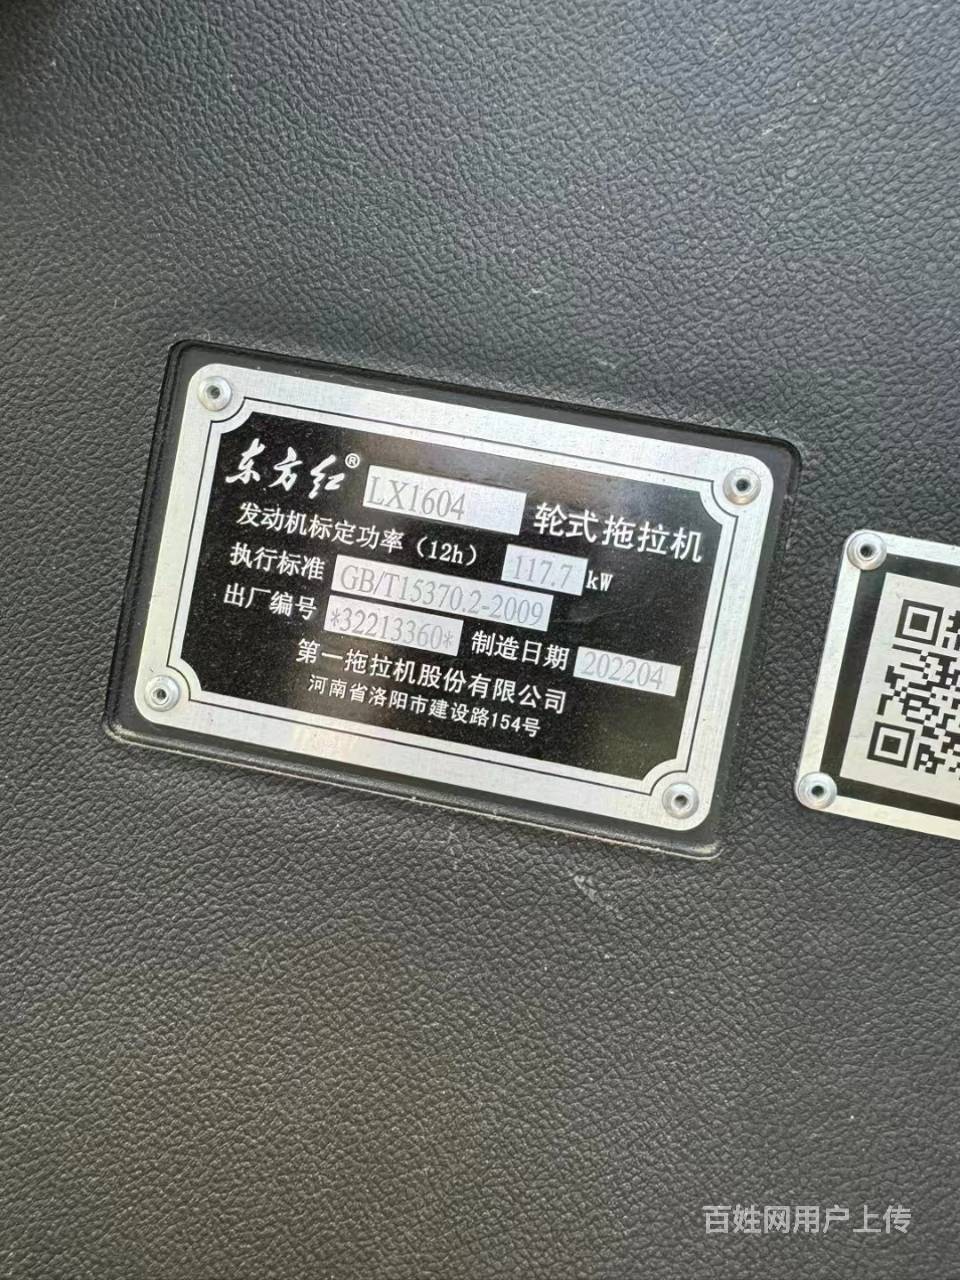 东方红® LX1604 轮式拖拉机
发动机标定功率（12h） 117.7 kW
执行标准 GB/T15370.2-2009
出厂编号 *32213360* 制造日期 202204
第一拖拉机股份有限公司
河南省洛阳市建设路154号
百姓网用户上传